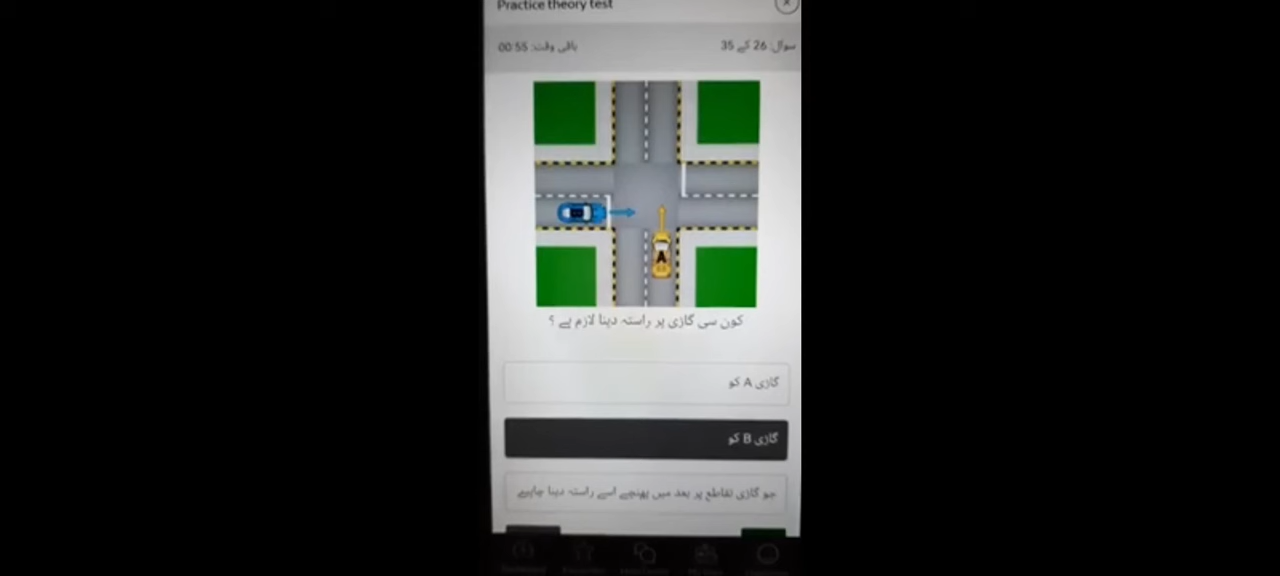 Practice theory test
سوال: 26 کے 35
باقی وقت: 00:55
A
کون سی گاڑی پر راستہ دینا لازم ہے ؟
گاڑی A کو
گاڑی B کو
جو گاڑی تقاطع پر بعد میں پھنچے اسے راستہ دینا چاہیے